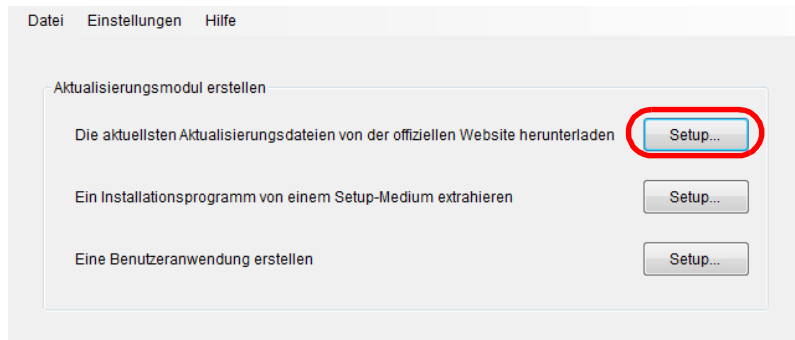 Datei Einstellungen Hilfe
Aktualisierungsmodul erstellen
Die aktuellsten Aktualisierungsdateien von der offiziellen Website herunterladen Setup...
Ein Installationsprogramm von einem Setup-Medium extrahieren Setup...
Eine Benutzeranwendung erstellen Setup...